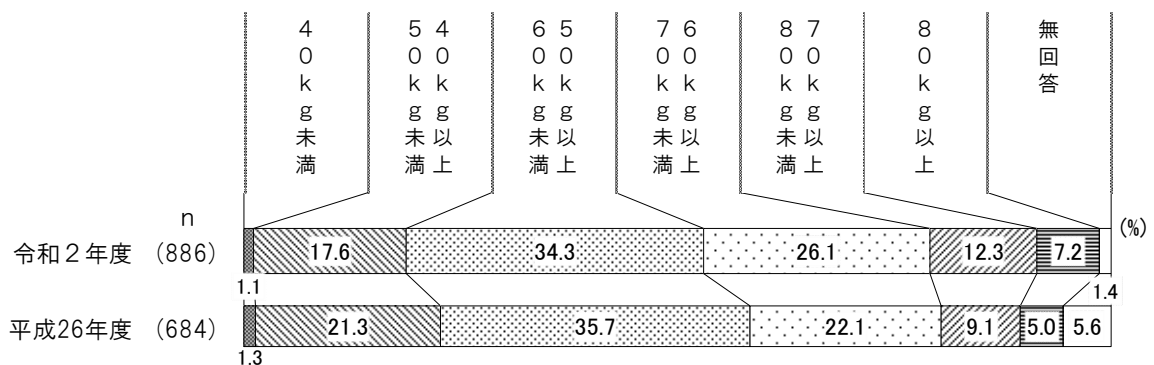 40kg未満
40kg以上
50kg未満
50kg以上
60kg未満
60kg以上
70kg未満
70kg以上
80kg未満
80kg以上
無回答
n
(%)
令和2年度 (886)
17.6 34.3 26.1 12.3 7.2
1.1 1.4
平成26年度 (684)
21.3 35.7 22.1 9.1 5.0 5.6
1.3